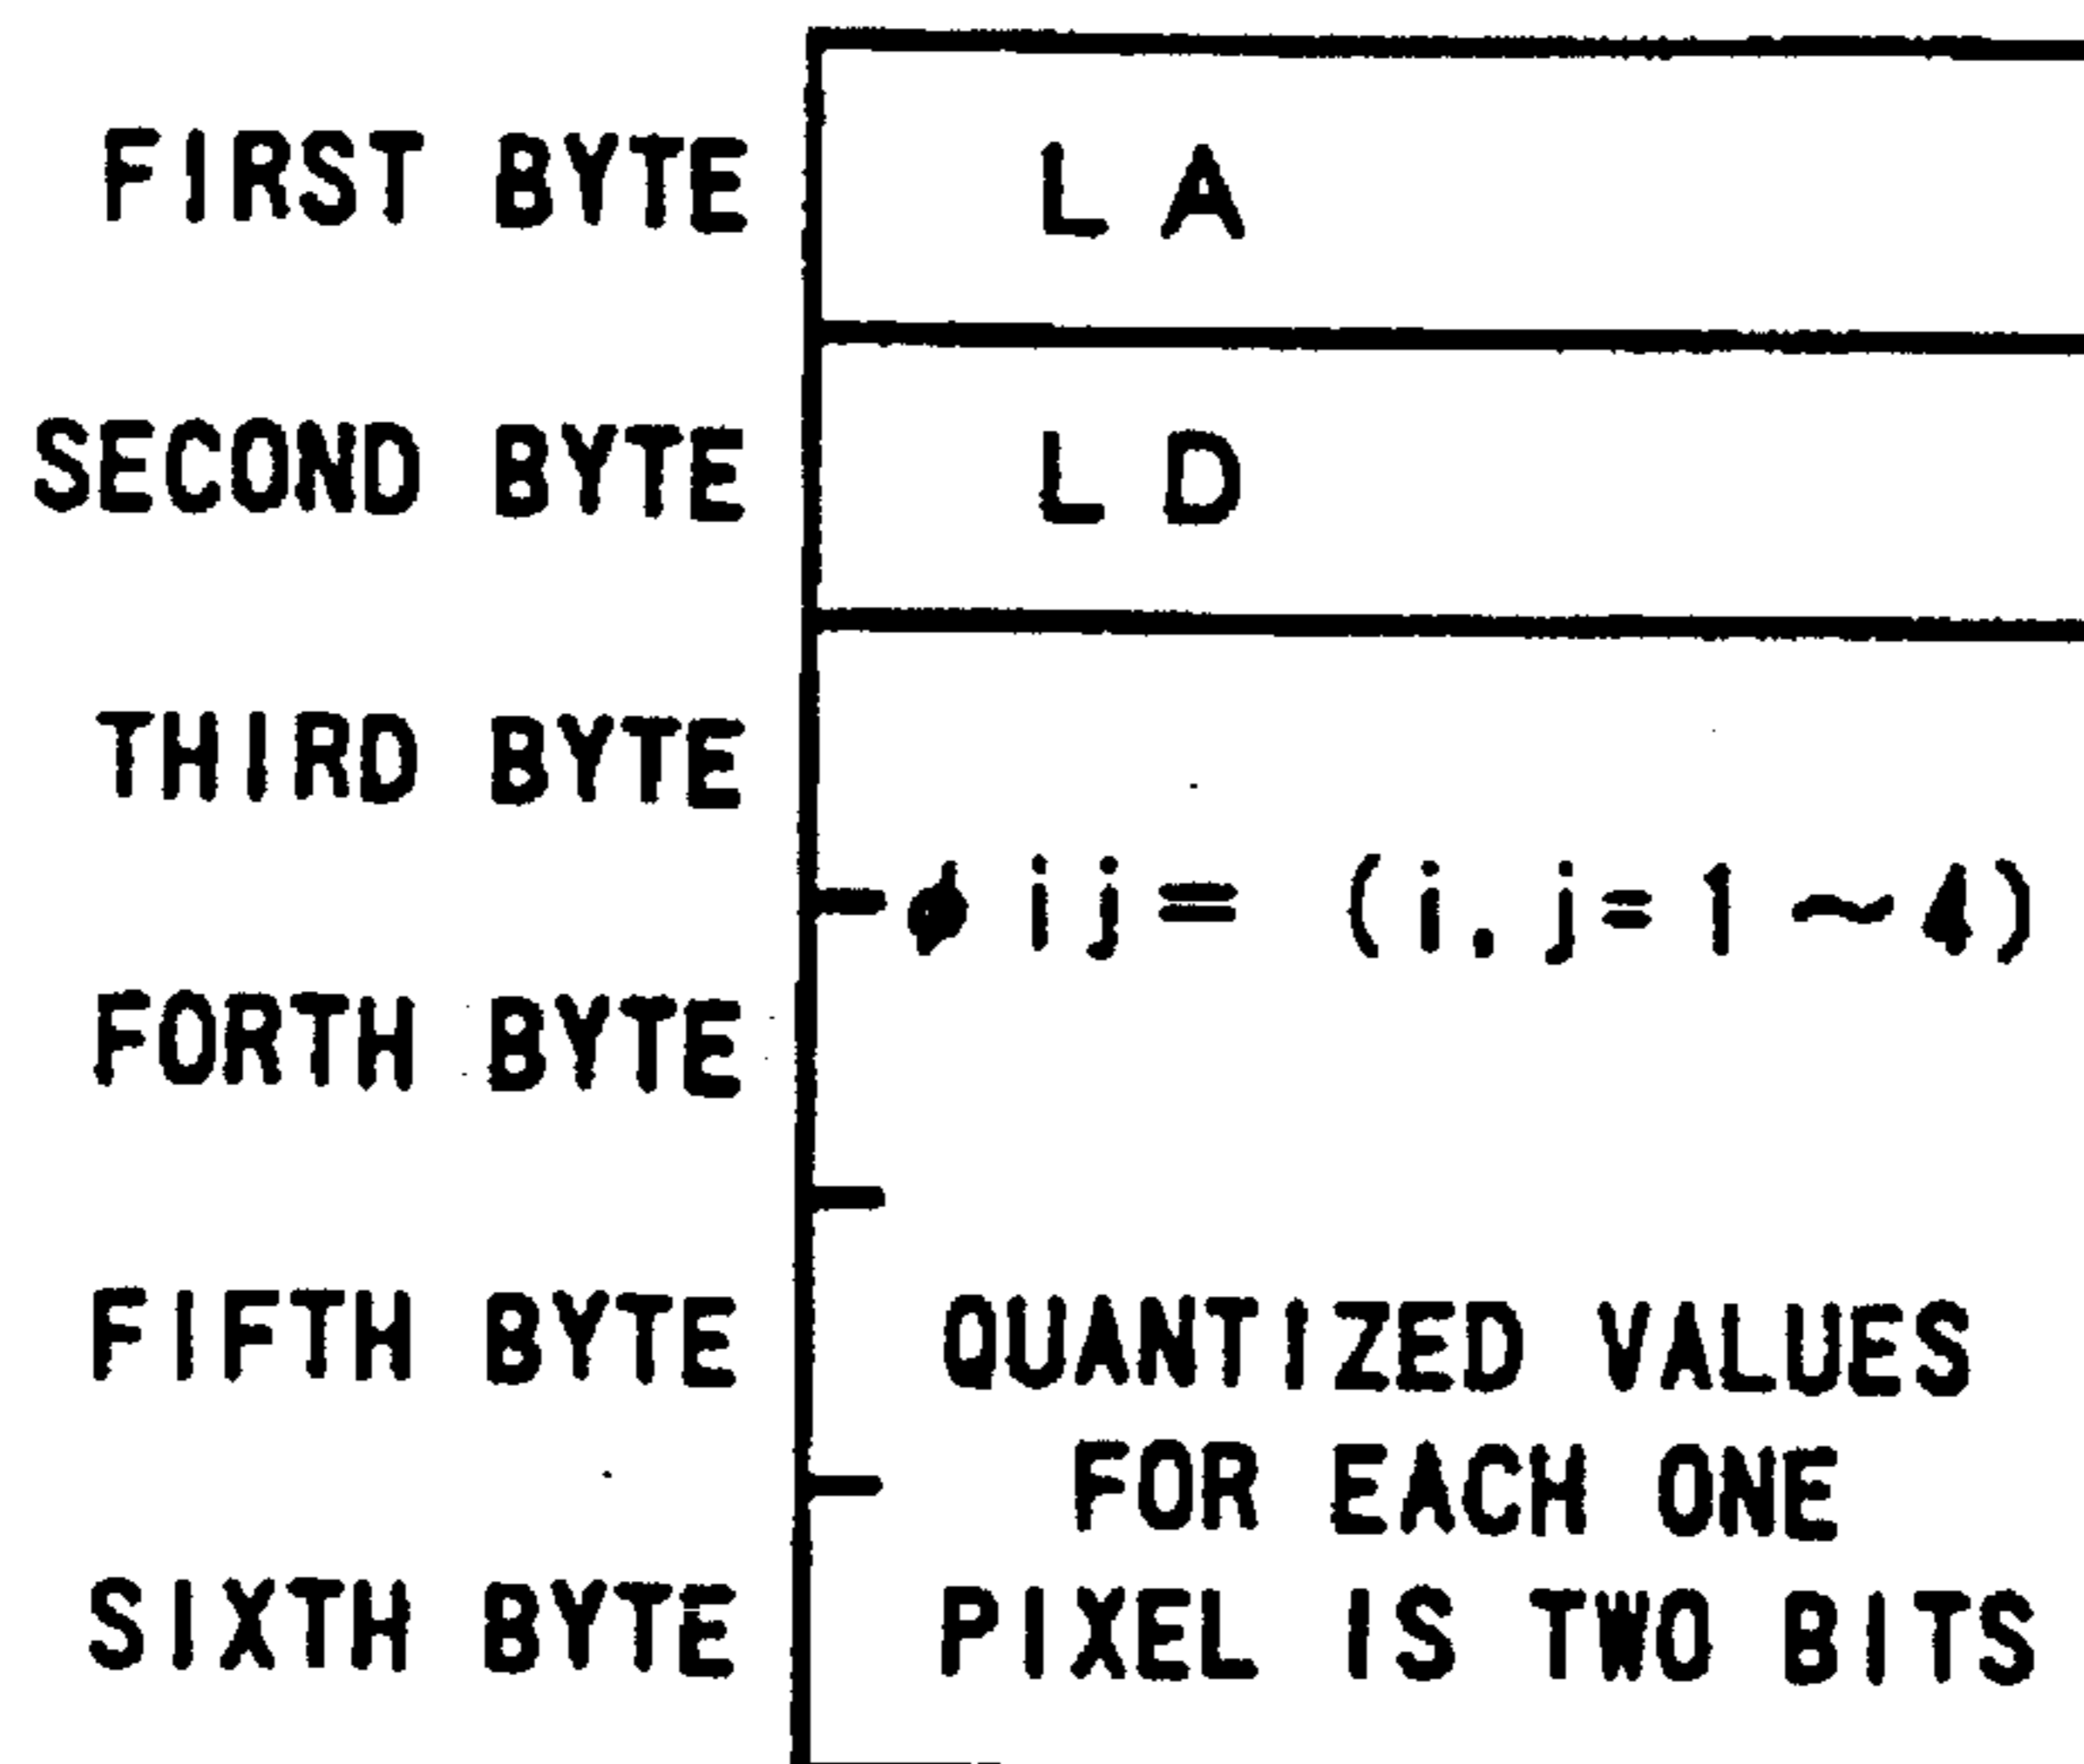 FIRST BYTE LA
SECOND BYTE LD
THIRD BYTE
φ ij= (i, j=1~4)
FORTH BYTE
FIFTH BYTE QUANTIZED VALUES
FOR EACH ONE
SIXTH BYTE PIXEL IS TWO BITS